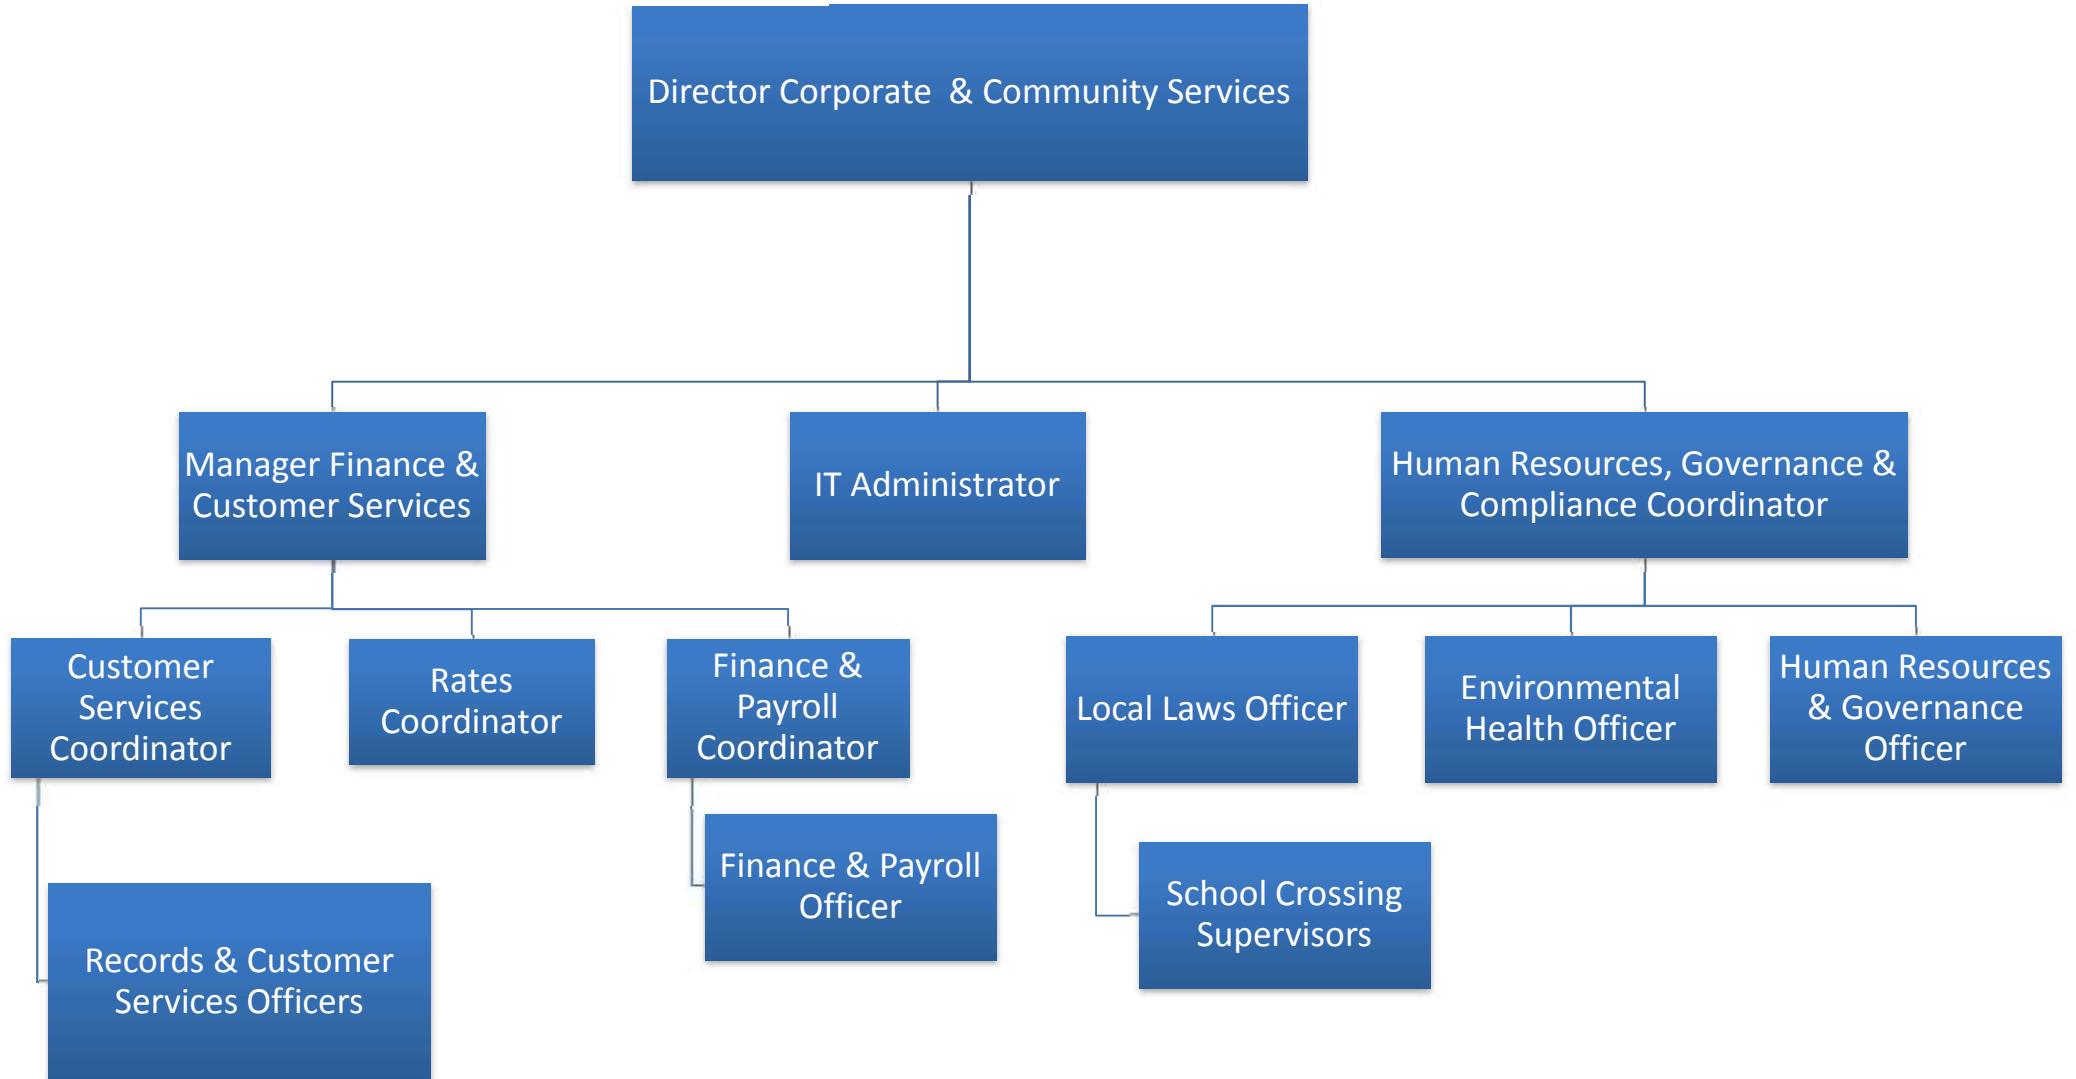 Director Corporate  & Community Services
Manager Finance &
Customer Services
IT Administrator
Human Resources, Governance &
Compliance Coordinator
Customer
Services
Coordinator
Rates
Coordinator
Finance &
Payroll
Coordinator
Local Laws Officer
Environmental
Health Officer
Human Resources
& Governance
Officer
Records & Customer
Services Officers
Finance & Payroll
Officer
School Crossing
Supervisors